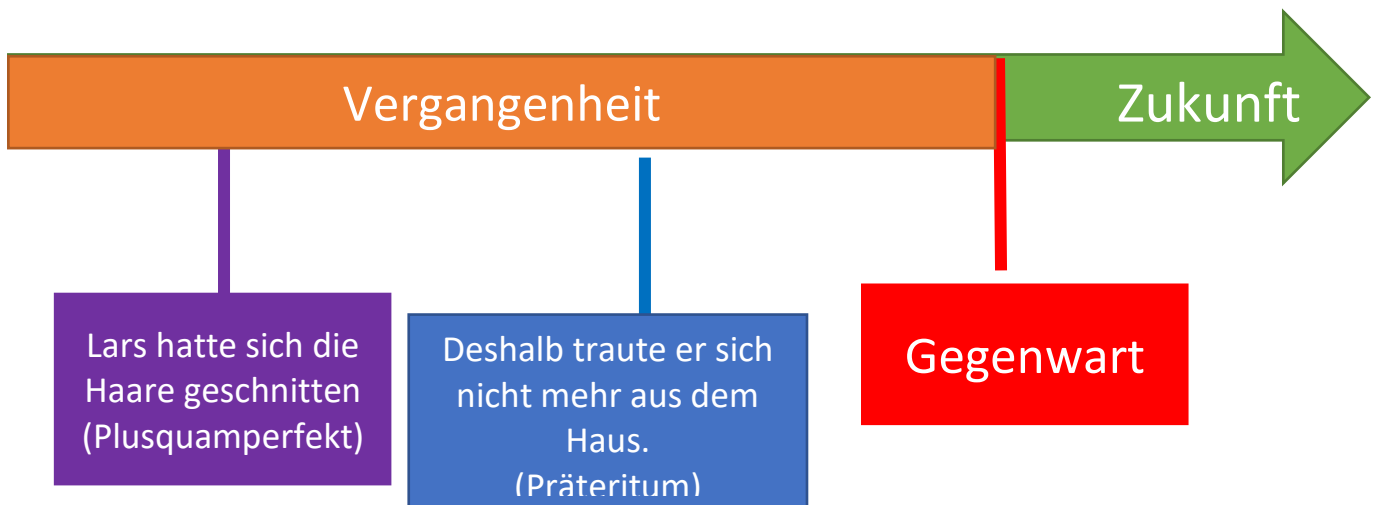 Vergangenheit
Zukunft
Lars hatte sich die
Haare geschnitten
(Plusquamperfekt)
Deshalb traute er sich
nicht mehr aus dem
Haus.
(Präteritum)
Gegenwart